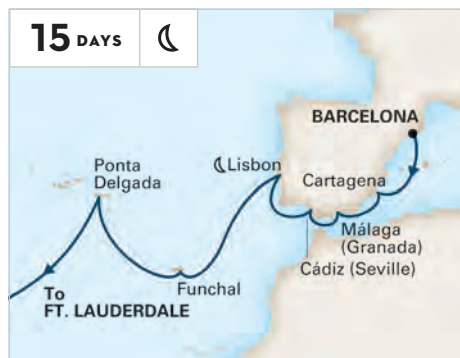 15 DAYS
BARCELONA
Ponta
Delgada
Lisbon
Cartagena
Málaga
(Granada)
Cádiz (Seville)
Funchal
To
FT. LAUDERDALE